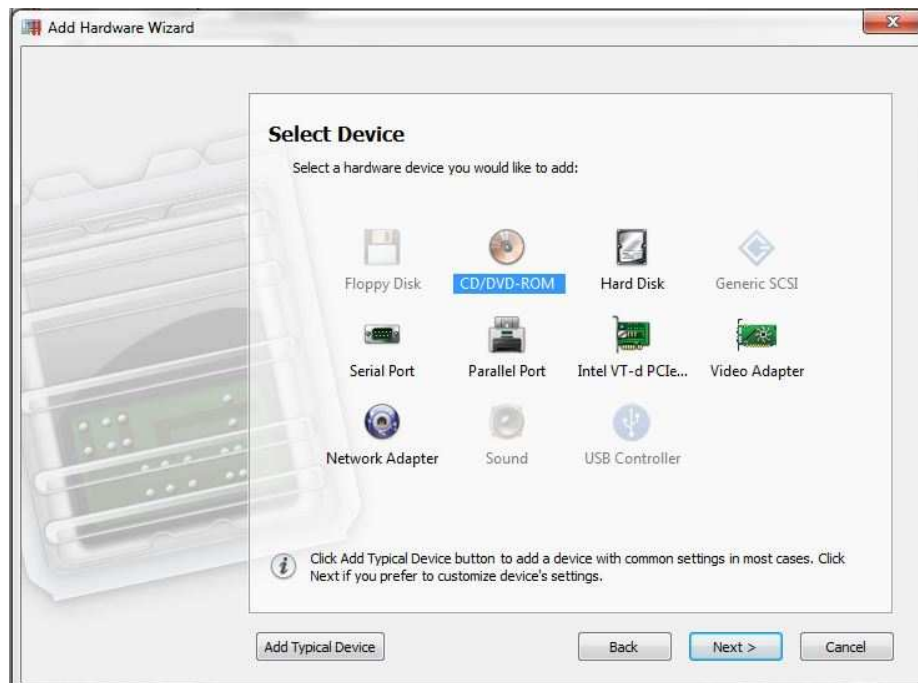 Add Hardware Wizard
Select Device
Select a hardware device you would like to add:
Floppy Disk CD/DVD-ROM Hard Disk Generic SCSI
Serial Port Parallel Port Intel VT-d PCIe... Video Adapter
Network Adapter Sound USB Controller
Click Add Typical Device button to add a device with common settings in most cases. Click
Next if you prefer to customize device's settings.
Add Typical Device Back Next > Cancel